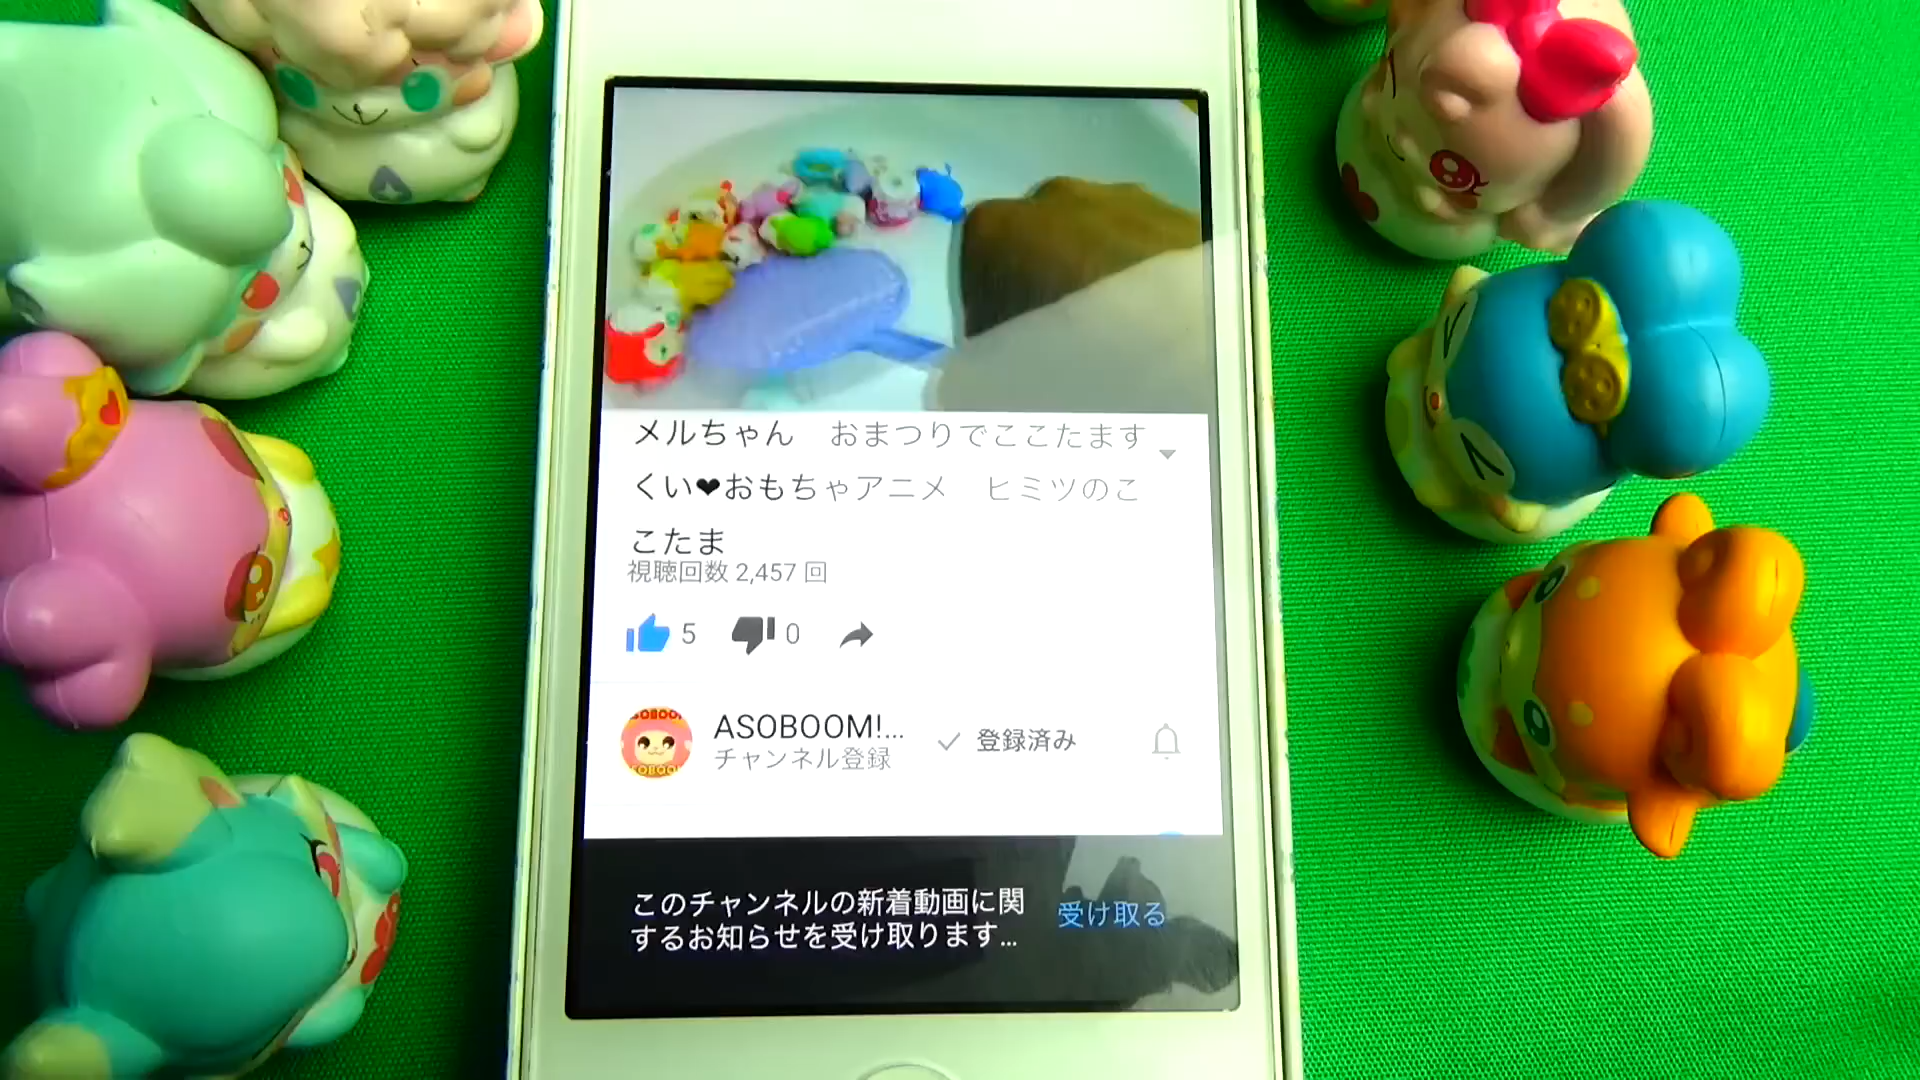 メルちゃん　おまつりでここたます
くい❤おもちゃアニメ　ヒミツのこ
こたま
視聴回数 2,457 回
5 0
ASOBOOM!...
チャンネル登録
登録済み
このチャンネルの新着動画に関
するお知らせを受け取ります...
受け取る